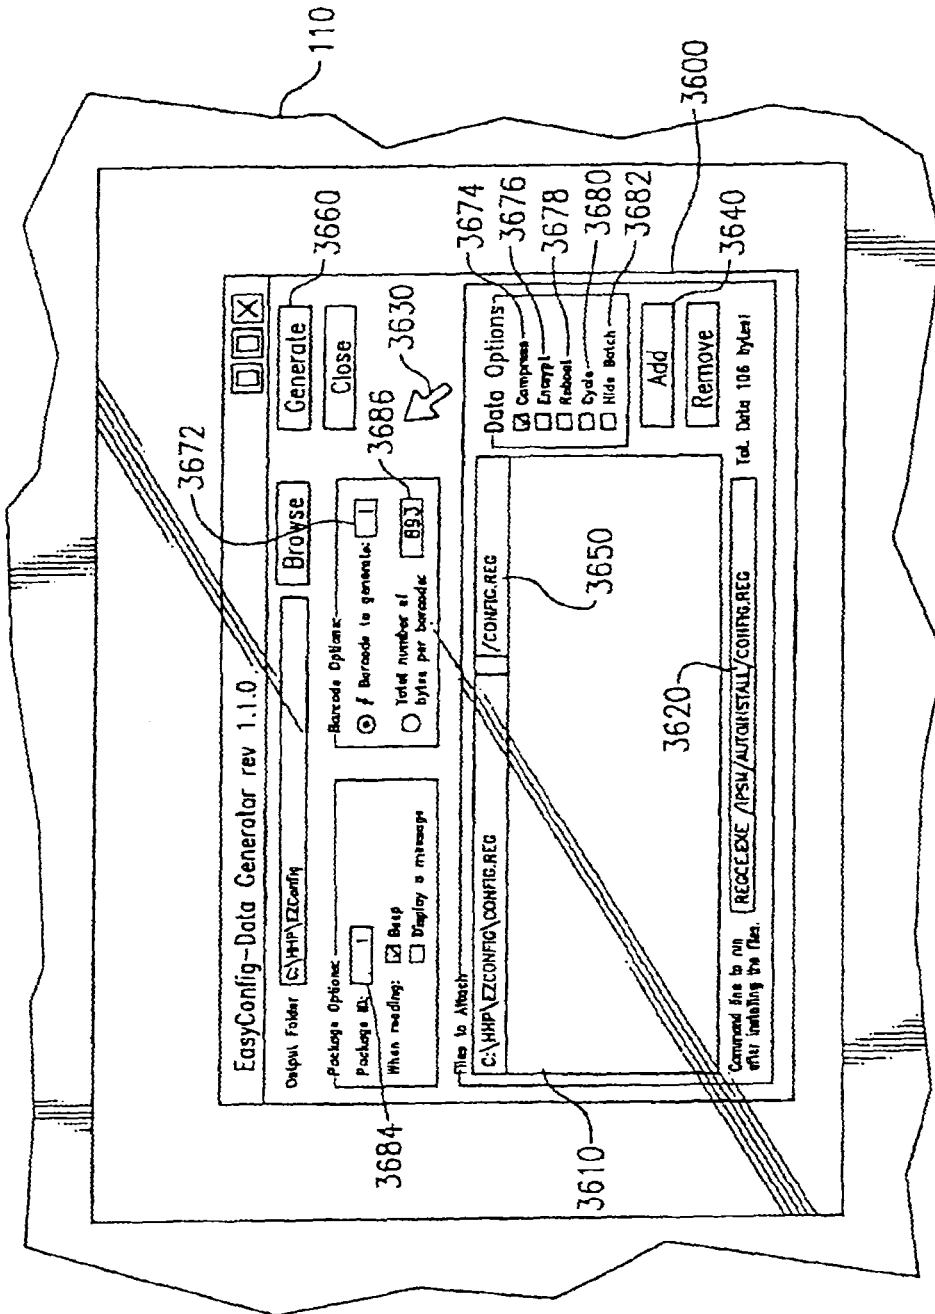 110
EasyConfig-Data Generator rev 1.1.0
Output Folder C:\HHP\EZConfig Browse
Generate
Close
3660
3672
3686
3630
Package Options:
Package ID: 1
When reading: Beep
Display a message
3684
Barcode Options:
# Barcode to generate: 1
Total number of
bytes per barcode: 893
Files to Attach
C:\HHP\EZCONFIG\CONFIG.REG /CONFIG.REG
3650
3610
Data Options:
Compress
Encrypt
Reboot
Cycle
Hide Batch
3674
3676
3678
3680
3682
3640
3600
Add
Remove
3620
Command line to run
after installing the files.
REGCE.EXE /IPSM/AUTOINSTALL/CONFIG.REG
Tot. Data 106 bytes